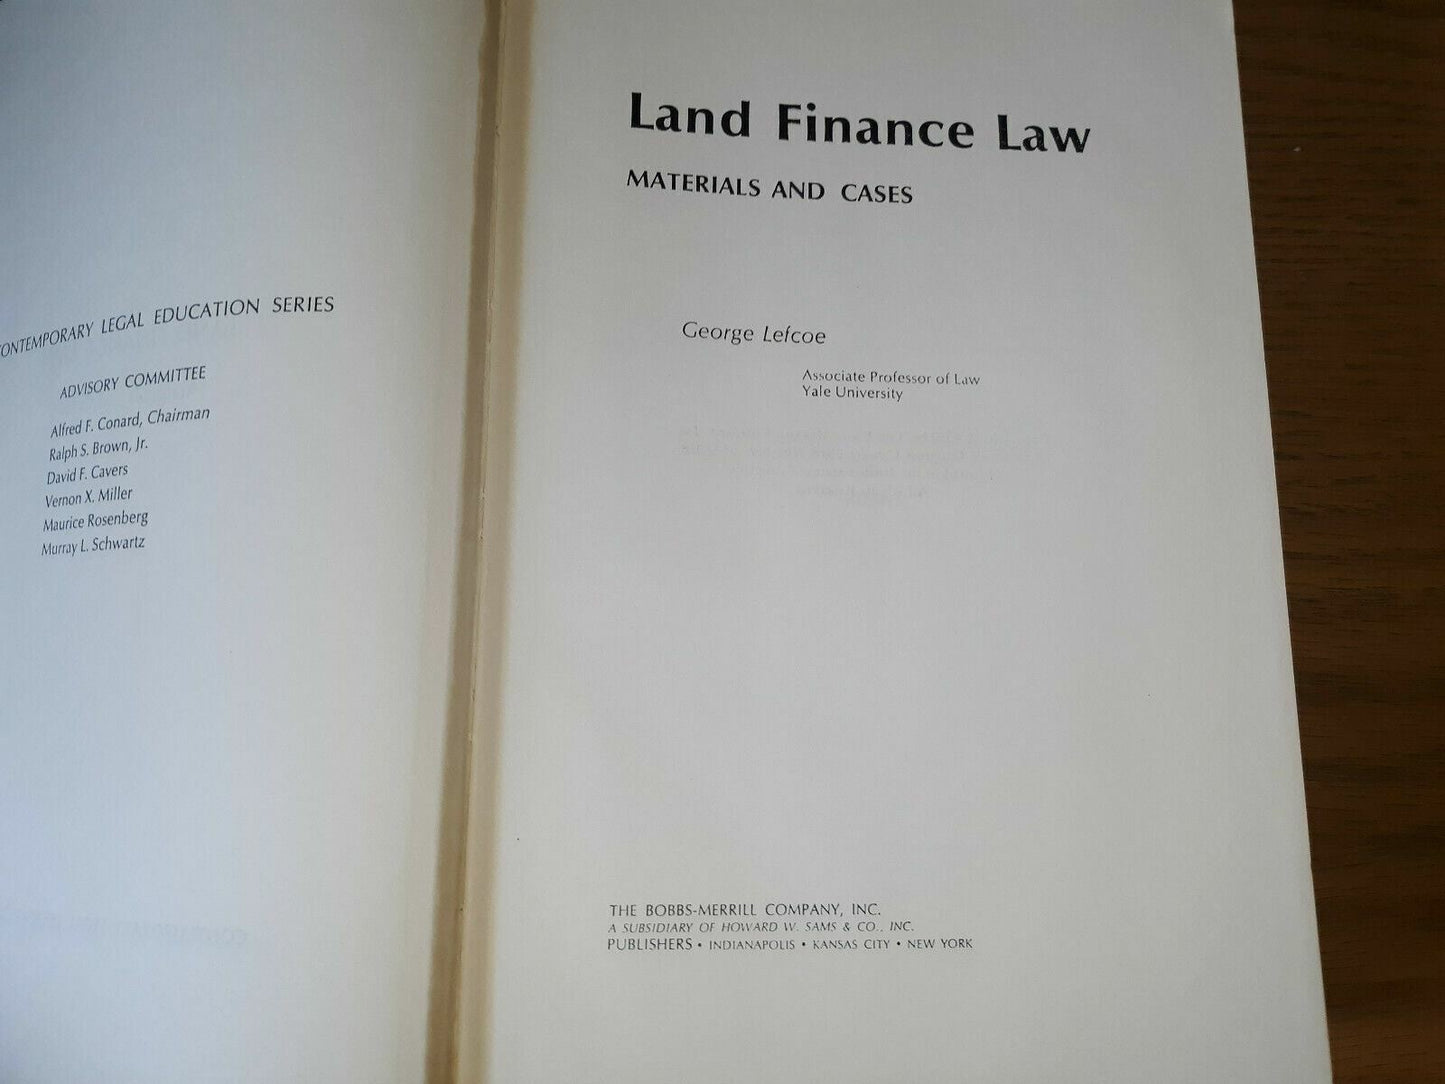 CONTEMPORARY LEGAL EDUCATION SERIES
ADVISORY COMMITTEE
Alfred F. Conard, Chairman
Ralph S. Brown, Jr.
David F. Cavers
Vernon X. Miller
Maurice Rosenberg
Murray L. Schwartz
Land Finance Law
MATERIALS AND CASES
George Lefcoe
Associate Professor of Law
Yale University
THE BOBBS-MERRILL COMPANY, INC.
A SUBSIDIARY OF HOWARD W. SAMS & CO., INC.
PUBLISHERS • INDIANAPOLIS • KANSAS CITY • NEW YORK